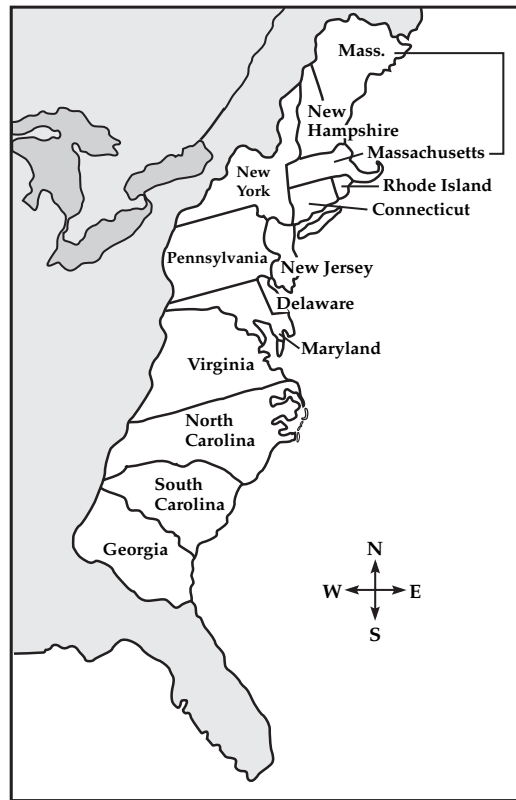 Mass.
New
Hampshire
Massachusetts
New
York
Rhode Island
Connecticut
Pennsylvania
New Jersey
Delaware
Maryland
Virginia
North
Carolina
South
Carolina
Georgia
N
W E
S